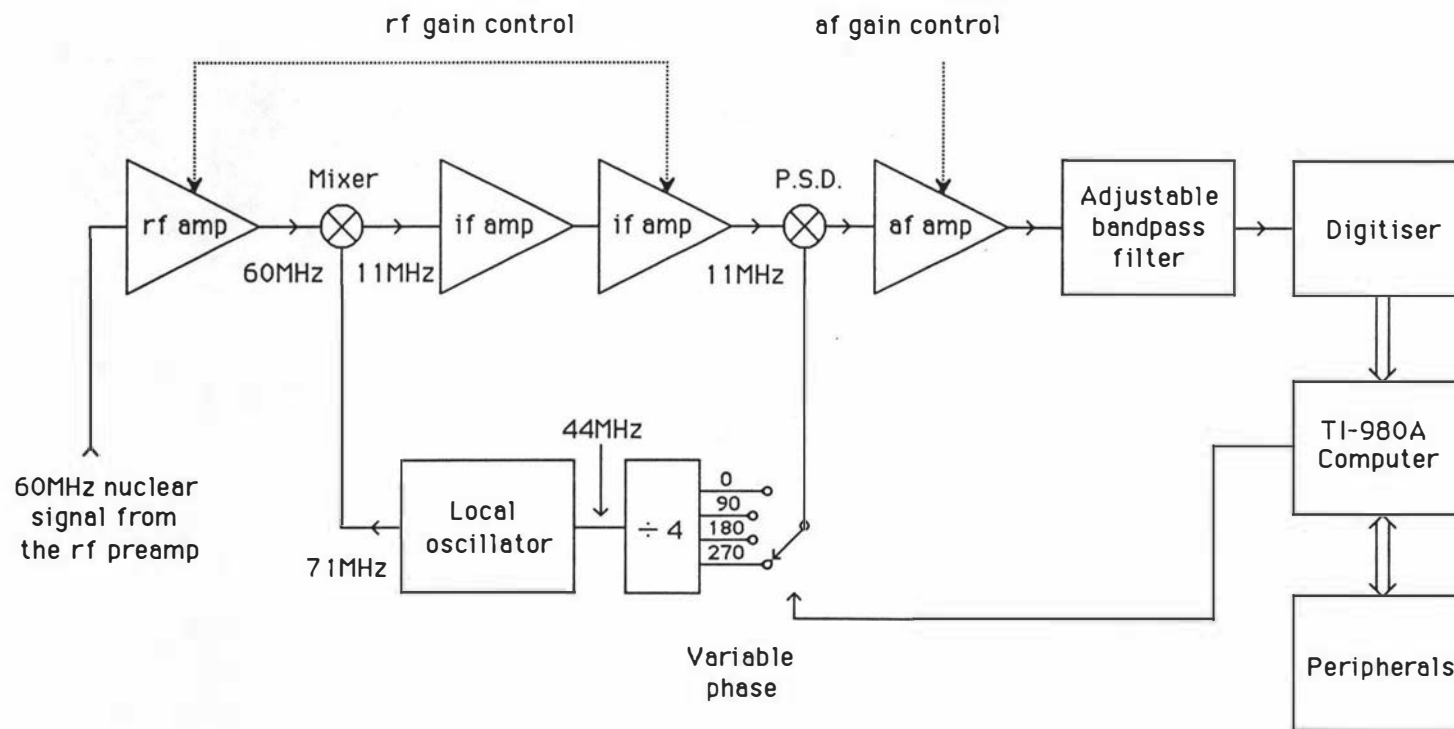 rf gain control
af gain control
Mixer
P.S.D.
rf amp
if amp
if amp
af amp
Adjustable
bandpass
filter
Digitiser
60MHz
11MHz
11MHz
44MHz
TI-980A
Computer
60MHz nuclear
signal from
the rf preamp
Local
oscillator
÷ 4
0
90
180
270
71MHz
Variable
phase
Peripherals